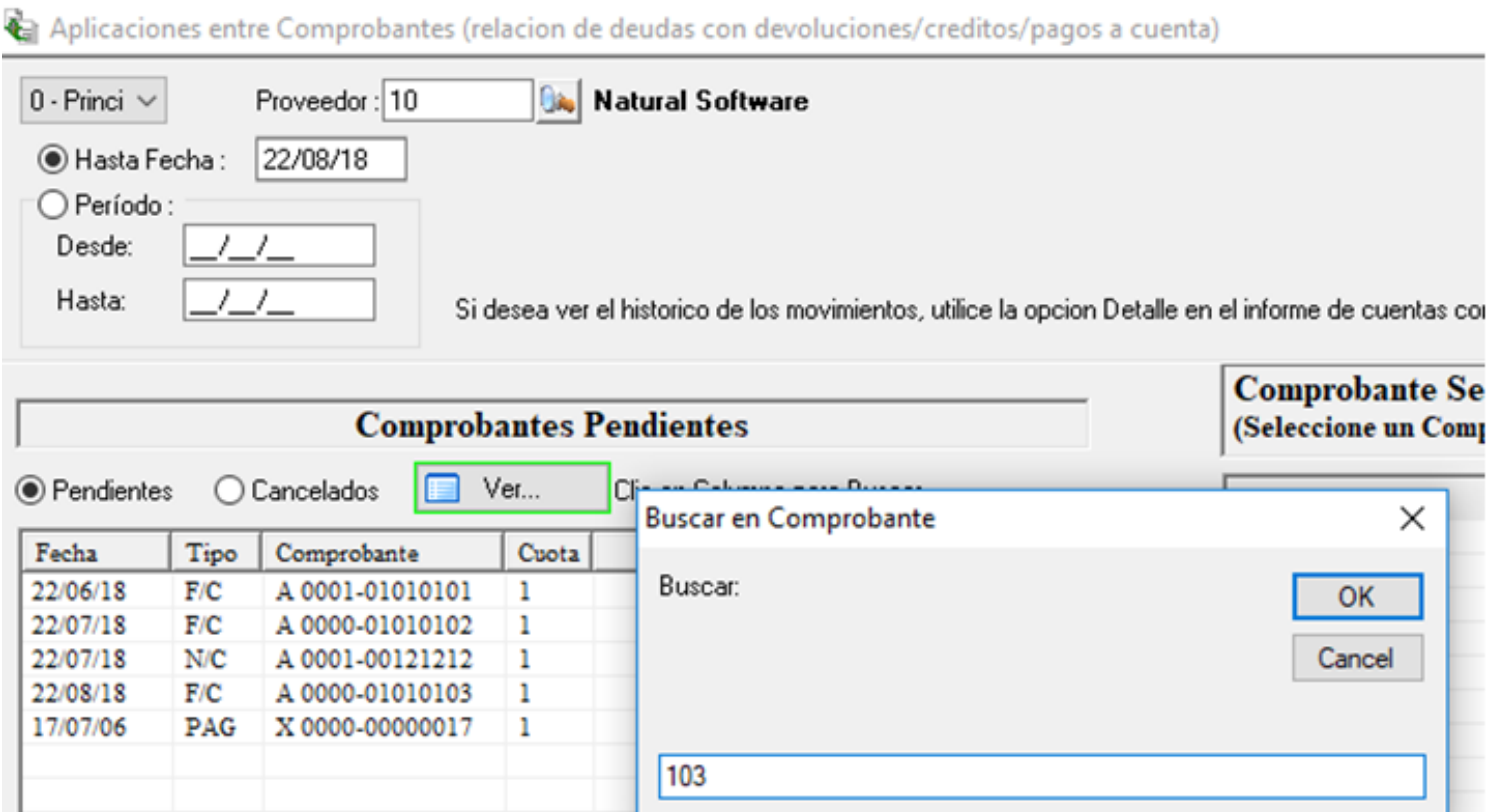 Aplicaciones entre Comprobantes (relacion de deudas con devoluciones/creditos/pagos a cuenta)
0 - Princi Proveedor : 10 Natural Software
Hasta Fecha : 22/08/18
Período :
Desde: __/__/__
Hasta: __/__/__
Si desea ver el historico de los movimientos, utilice la opcion Detalle en el informe de cuentas
Comprobantes Pendientes
Comprobante
(Seleccione un
Pendientes Cancelados Ver...
Buscar en Comprobante
Buscar:
OK
Cancel
103
Fecha Tipo Comprobante Cuota
22/06/18 F/C A 0001-01010101 1
22/07/18 F/C A 0000-01010102 1
22/07/18 N/C A 0001-00121212 1
22/08/18 F/C A 0000-01010103 1
17/07/06 PAG X 0000-00000017 1